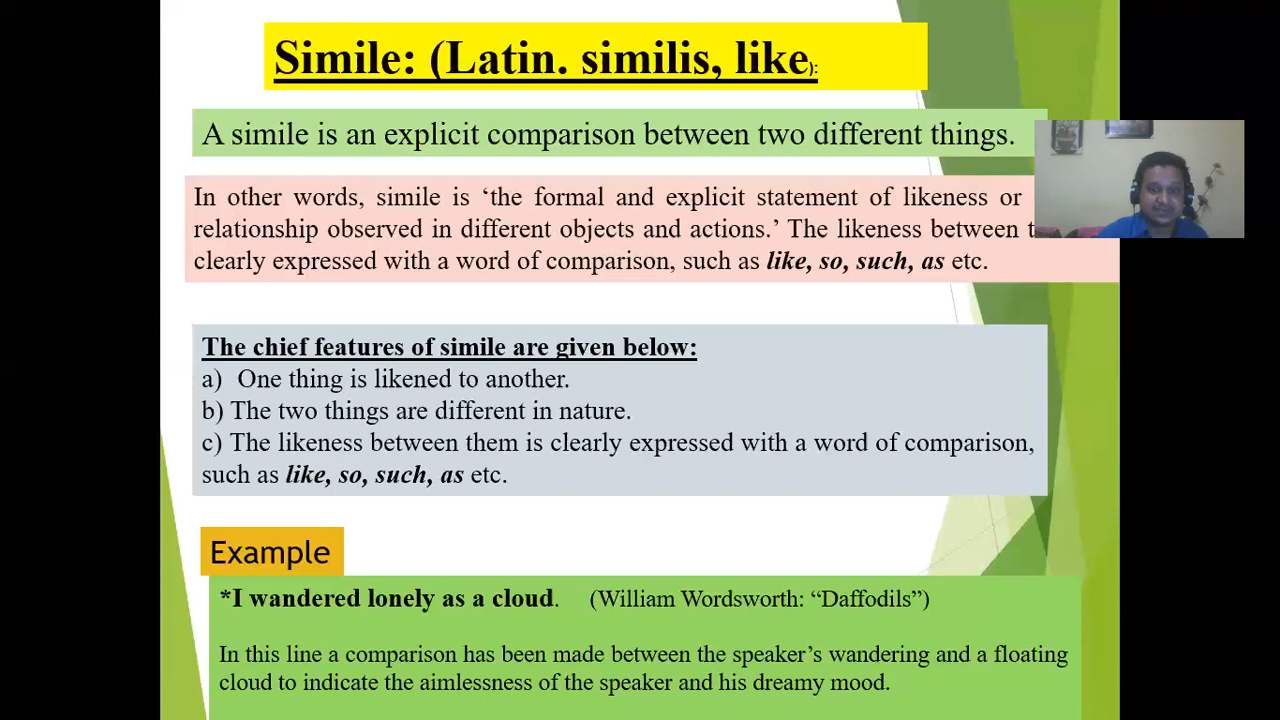 Simile: (Latin. similis, like):
A simile is an explicit comparison between two different things.
In other words, simile is ‘the formal and explicit statement of likeness or
relationship observed in different objects and actions.’ The likeness between
clearly expressed with a word of comparison, such as like, so, such, as etc.
The chief features of simile are given below:
a) One thing is likened to another.
b) The two things are different in nature.
c) The likeness between them is clearly expressed with a word of comparison,
such as like, so, such, as etc.
Example
*I wandered lonely as a cloud. (William Wordsworth: “Daffodils”)
In this line a comparison has been made between the speaker’s wandering and a floating
cloud to indicate the aimlessness of the speaker and his dreamy mood.